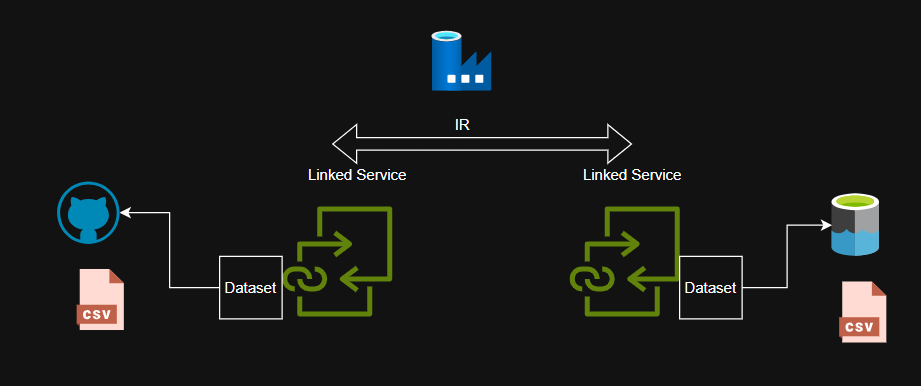 IR
Linked Service
Linked Service
Dataset
Dataset
CSV
CSV